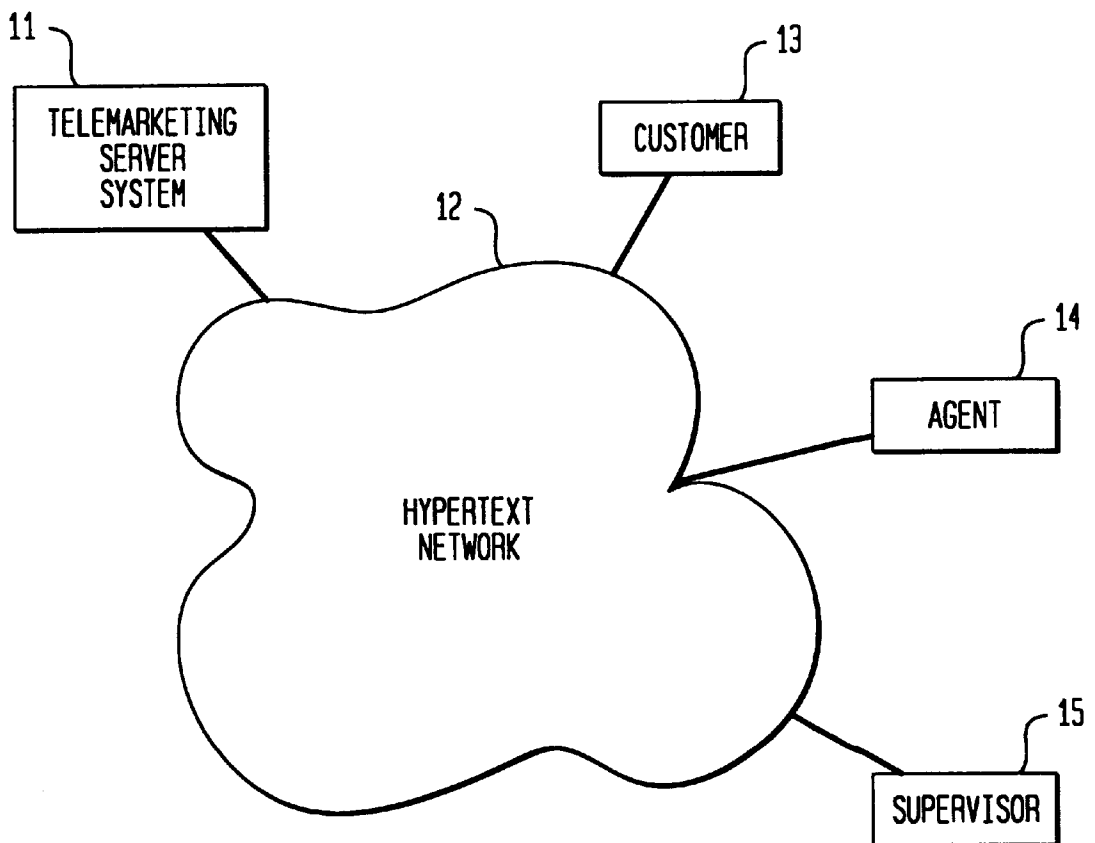 11
TELEMARKETING
SERVER
SYSTEM
13
CUSTOMER
12
14
AGENT
HYPERTEXT
NETWORK
15
SUPERVISOR